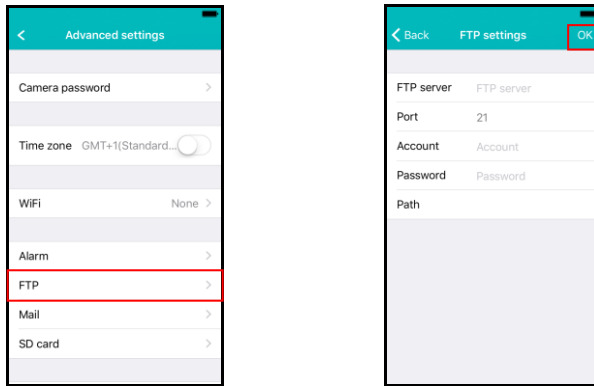 Advanced settings
Camera password
Time zone GMT+1(Standard...
WiFi None
Alarm
FTP
Mail
SD card
Back FTP settings OK
FTP server FTP server
Port 21
Account Account
Password Password
Path